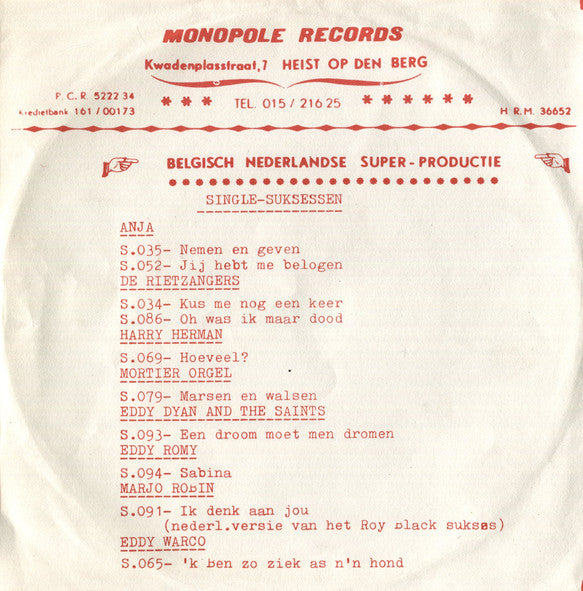 MONOPOLE RECORDS
Kwadenplasstraat,7 HEIST OP DEN BERG
P.C.R. 5222 34
Kredietbank 161/00173
* * * TEL. 015/216 25 * * * * * *
H R.M. 36652
BELGISCH NEDERLANDSE SUPER-PRODUCTIE
SINGLE-SUKSESSEN
ANJA
S.035- Nemen en geven
S.052- Jij hebt me belogen
DE RIETZANGERS
S.034- Kus me nog een keer
S.086- Oh was ik maar dood
HARRY HERMAN
S.069- Hoeveel?
MORTIER ORGEL
S.079- Marsen en walsen
EDDY DYAN AND THE SAINTS
S.093- Een droom moet men dromen
EDDY ROMY
S.094- Sabina
MARJO ROBIN
S.091- Ik denk aan jou
(nederl.versie van het Roy black sukses)
EDDY WARCO
S.065- 'k ben zo ziek as n'n hond